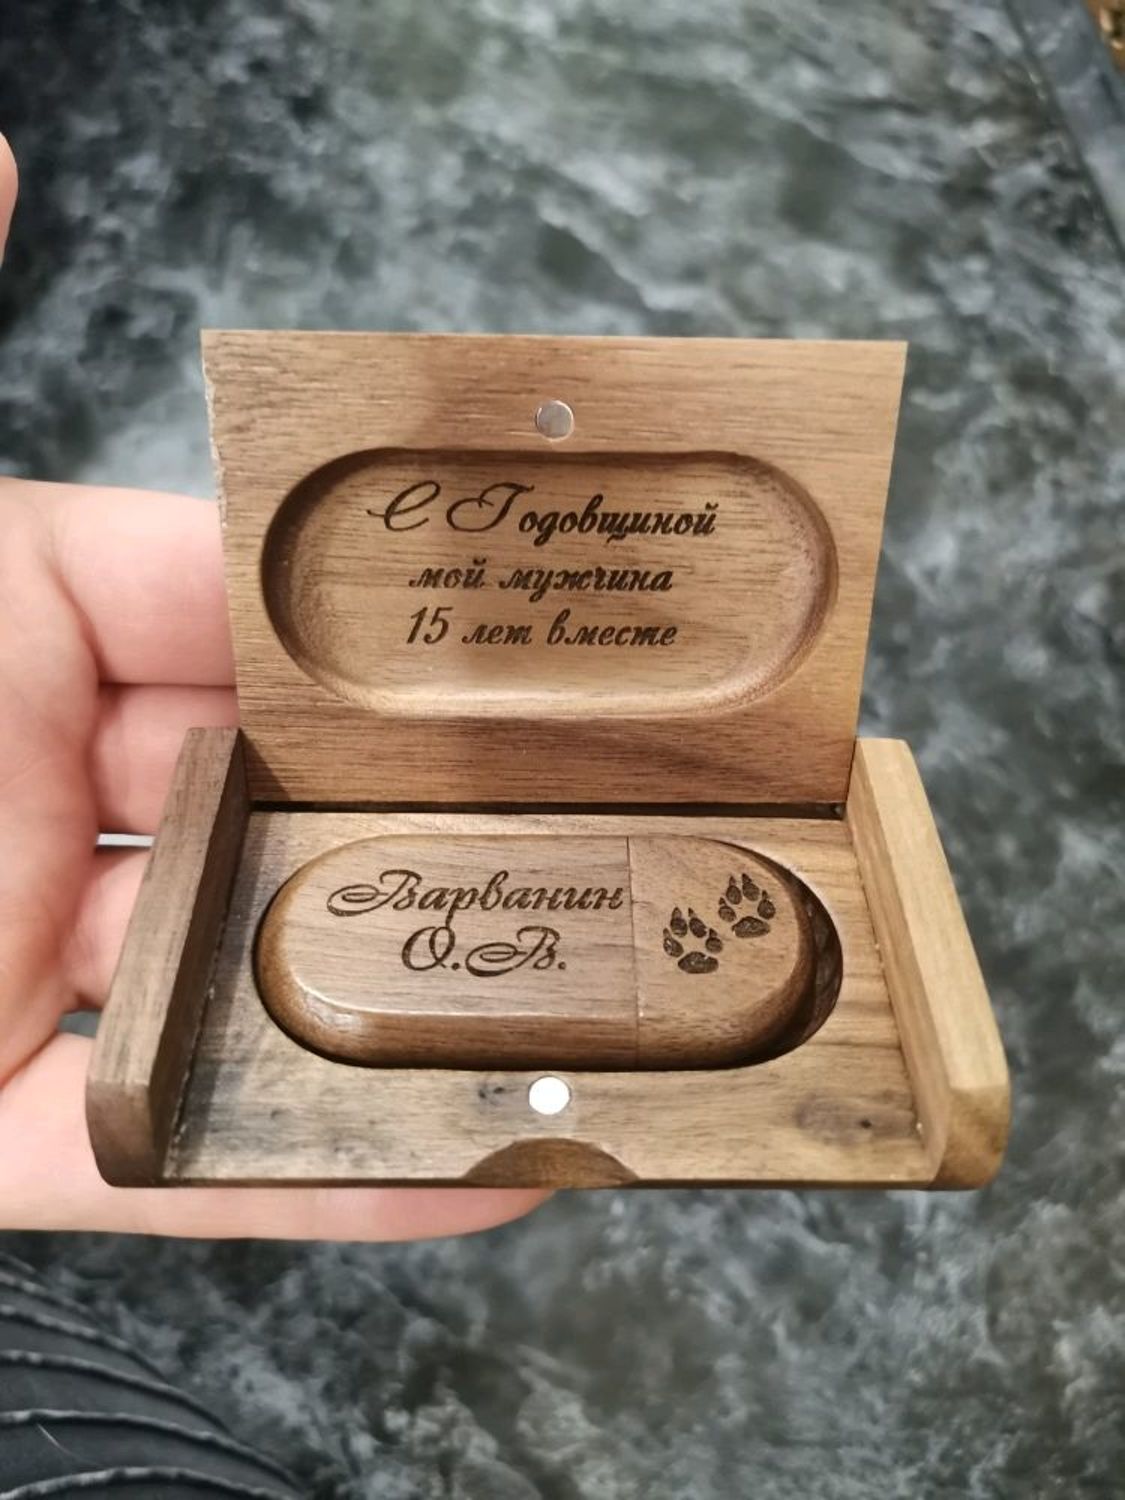 С Годовщиной
мой мужчина
15 лет вместе
Варванин
О.В.